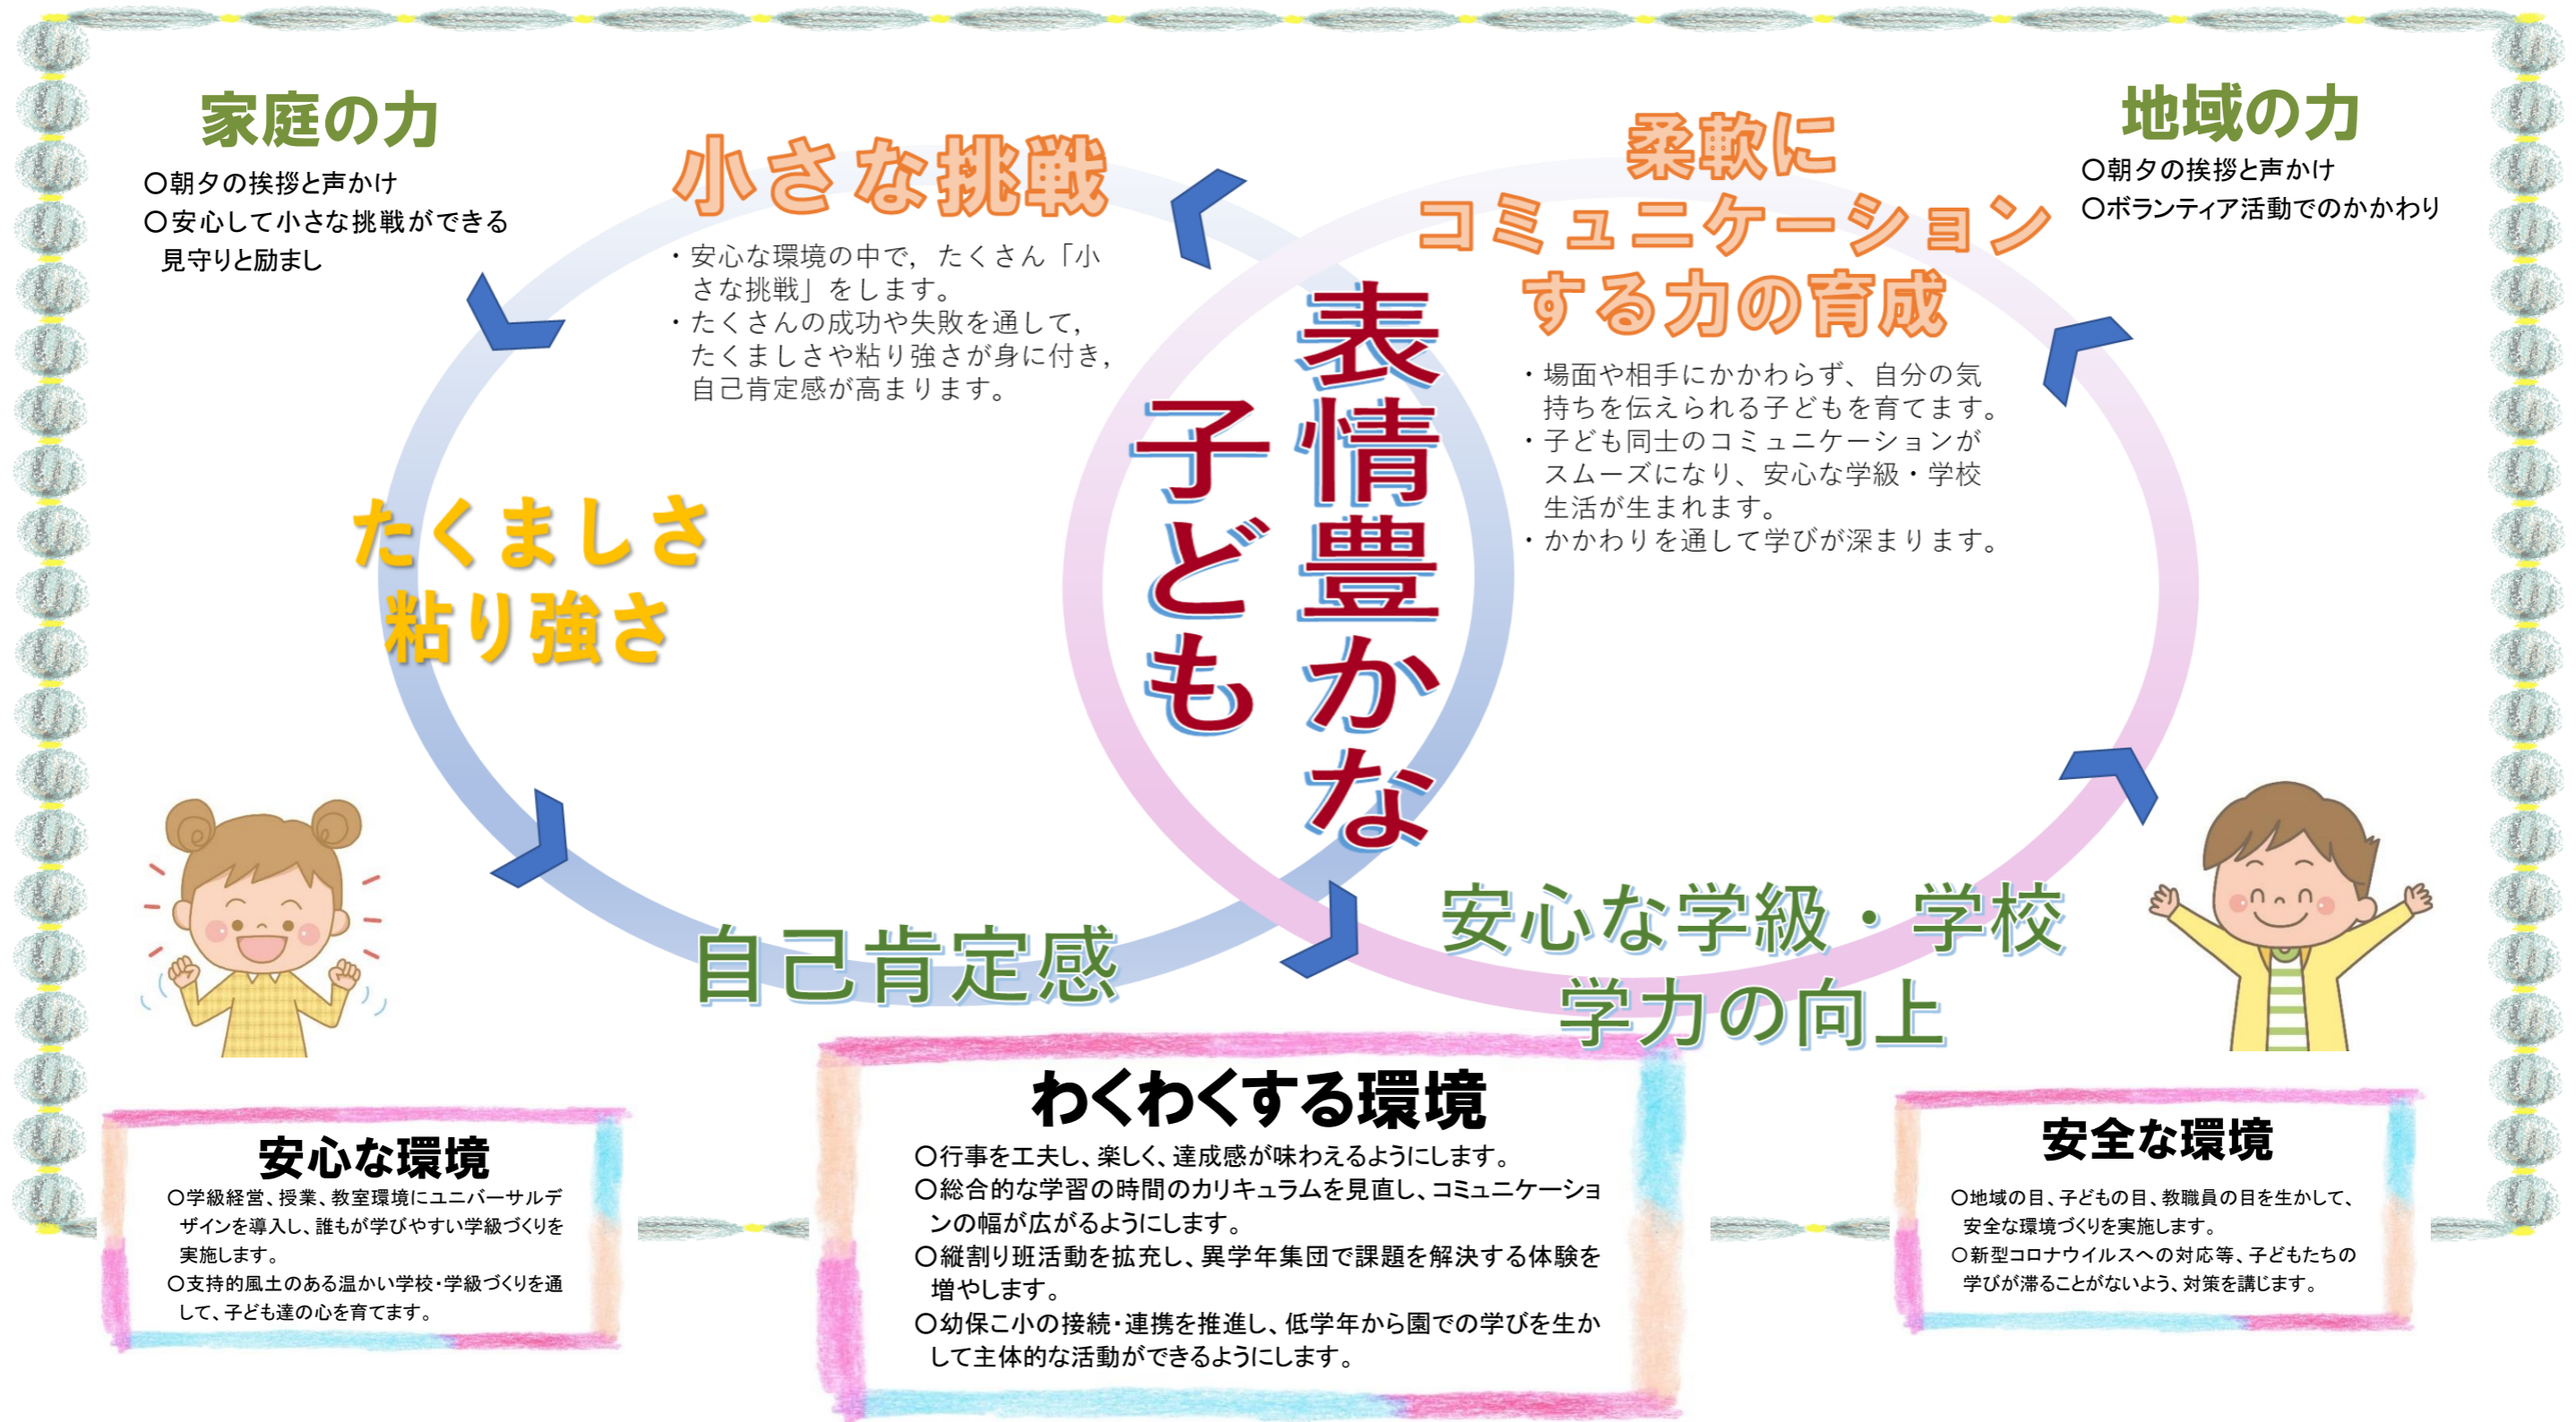 家庭の力
〇朝夕の挨拶と声かけ
〇安心して小さな挑戦ができる
見守りと励まし
小さな挑戦
・安心な環境の中で，たくさん「小
さな挑戦」をします。
・たくさんの成功や失敗を通して，
たくましさや粘り強さが身に付き，
自己肯定感が高まります。
柔軟に
コミュニケーション
する力の育成
・場面や相手にかかわらず、自分の気
持ちを伝えられる子どもを育てます。
・子ども同士のコミュニケーションが
スムーズになり、安心な学級・学校
生活が生まれます。
・かかわりを通して学びが深まります。
地域の力
〇朝夕の挨拶と声かけ
〇ボランティア活動でのかかわり
表情豊かな
子ども
たくましさ
粘り強さ
自己肯定感
安心な学級・学校
学力の向上
安心な環境
〇学級経営、授業、教室環境にユニバーサルデ
ザインを導入し、誰もが学びやすい学級づくりを
実施します。
〇支持的風土のある温かい学校・学級づくりを通
して、子ども達の心を育てます。
わくわくする環境
〇行事を工夫し、楽しく、達成感が味わえるようにします。
〇総合的な学習の時間のカリキュラムを見直し、コミュニケーショ
ンの幅が広がるようにします。
〇縦割り班活動を拡充し、異学年集団で課題を解決する体験を
増やします。
〇幼保こ小の接続・連携を推進し、低学年から園での学びを生か
して主体的な活動ができるようにします。
安全な環境
〇地域の目、子どもの目、教職員の目を生かして、
安全な環境づくりを実施します。
〇新型コロナウイルスへの対応等、子どもたちの
学びが滞ることがないよう、対策を講じます。